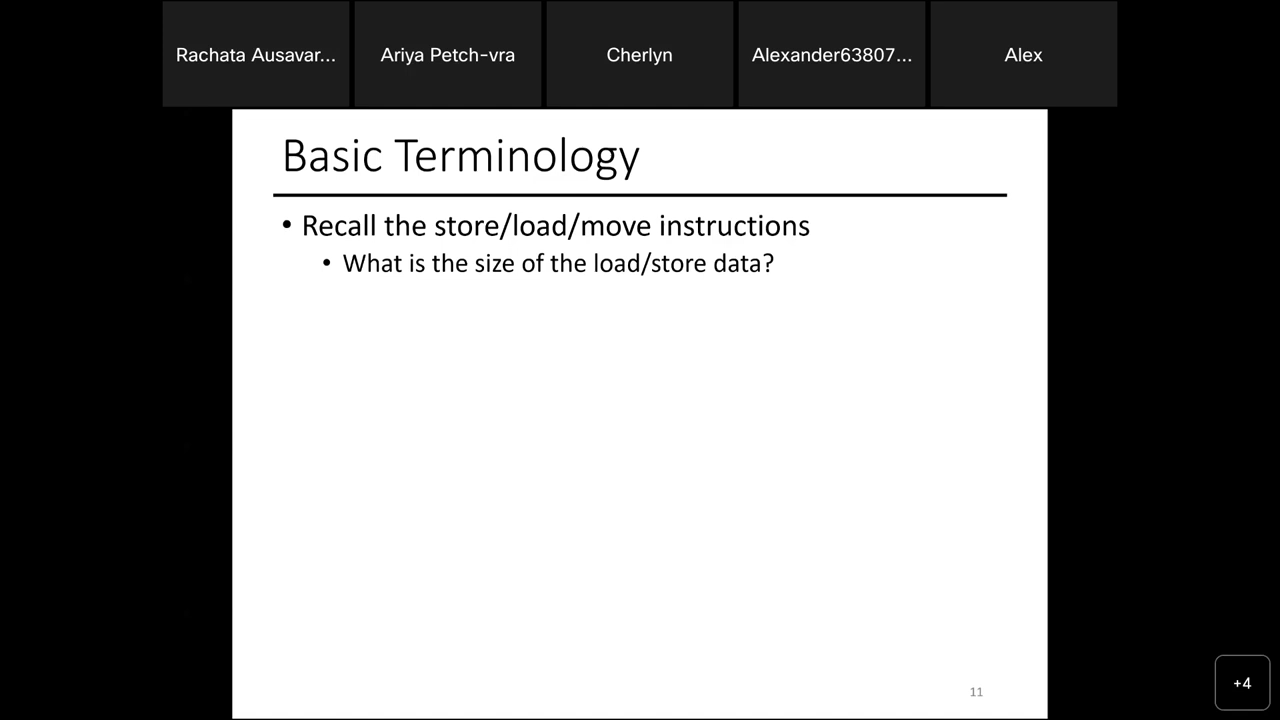 Rachata Ausavar...
Ariya Petch-vra
Cherlyn
Alexander63807...
Alex
Basic Terminology
• Recall the store/load/move instructions
• What is the size of the load/store data?
11
+4